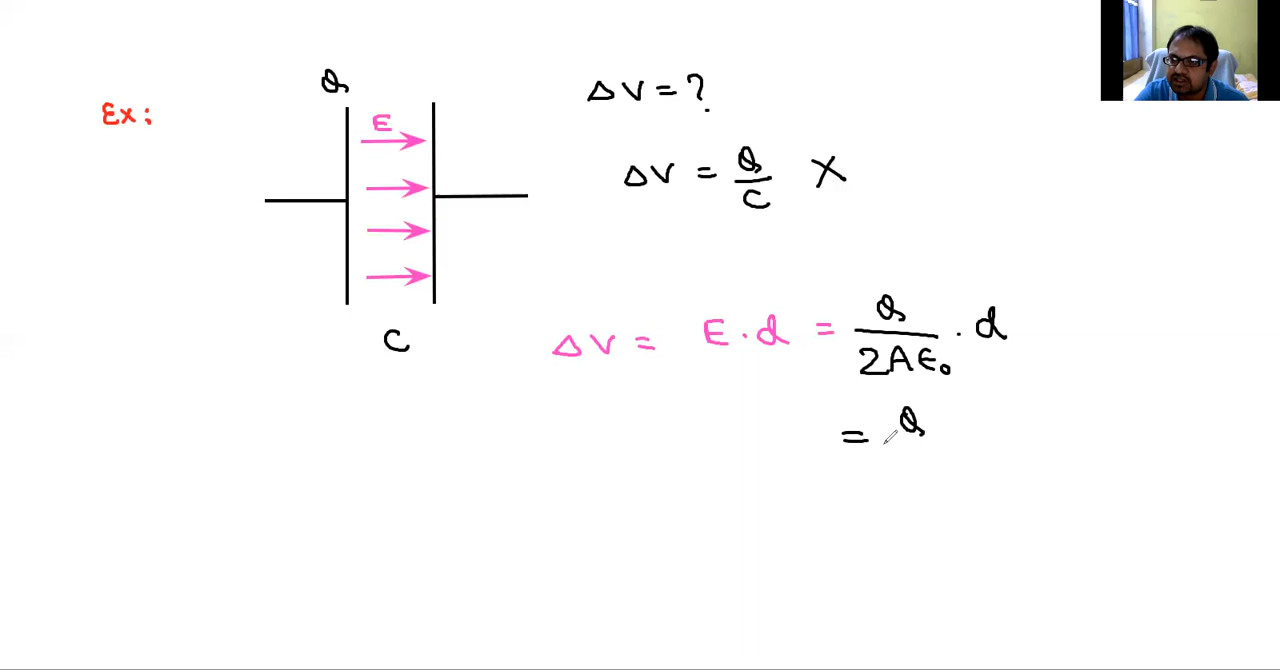 Q
Ex:
E
C
ΔV = ?
ΔV = Q/C X
ΔV = E · d = Q/2Aε₀ · d
= Q